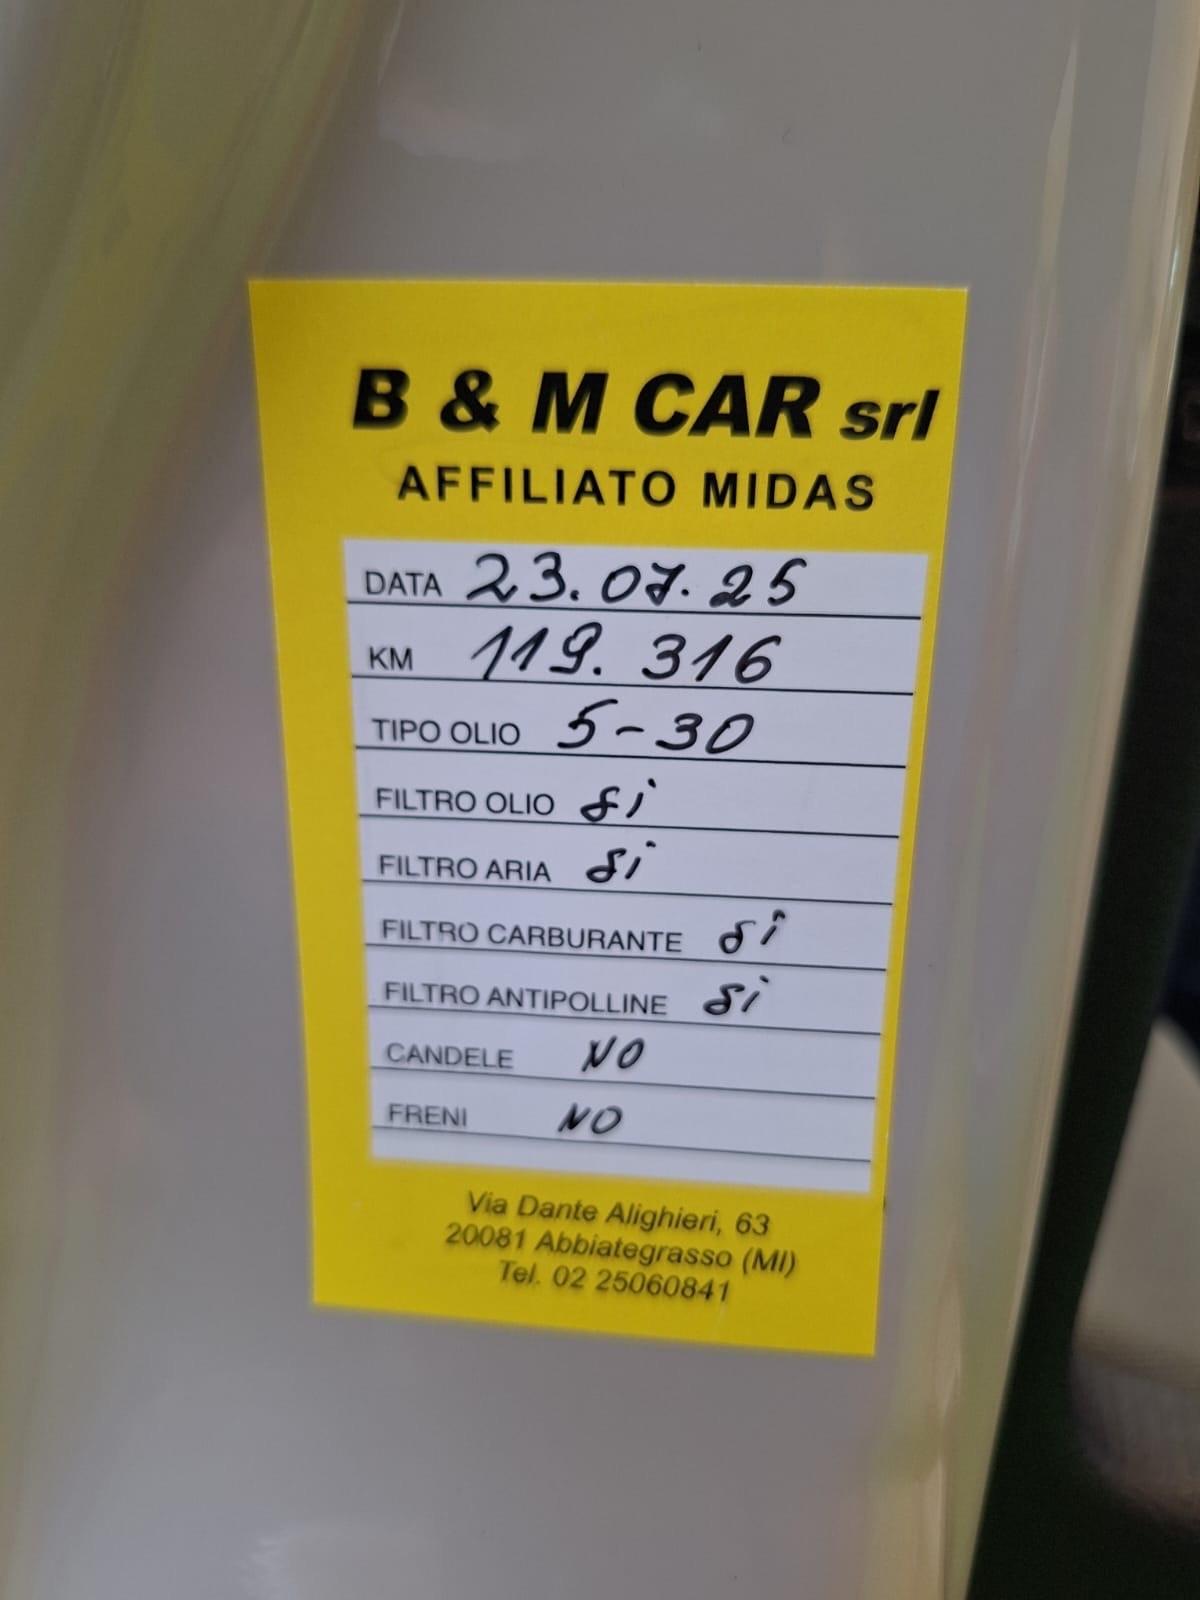 B & M CAR srl
AFFILIATO MIDAS
DATA 23.07.25
KM 119.316
TIPO OLIO 5-30
FILTRO OLIO si
FILTRO ARIA si
FILTRO CARBURANTE si
FILTRO ANTIPOLLINE si
CANDELE NO
FRENI NO
Via Dante Alighieri, 63
20081 Abbiategrasso (MI)
Tel. 02 25060841